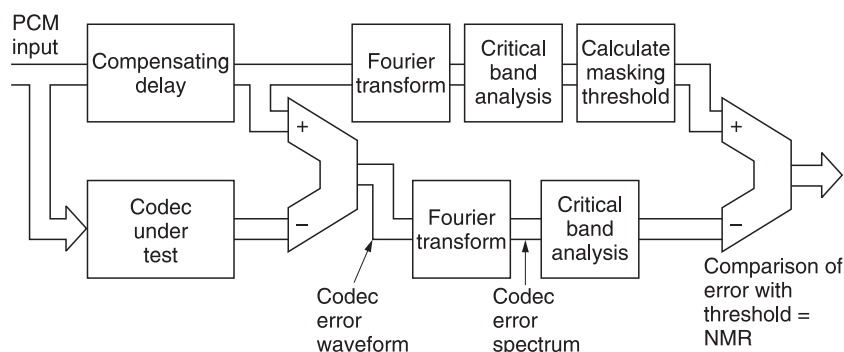 PCM
input
Compensating
delay
Fourier
transform
Critical
band
analysis
Calculate
masking
threshold
+
+
Codec
under
test
−
Fourier
transform
Critical
band
analysis
−
Codec
error
waveform
Codec
error
spectrum
Comparison of
error with
threshold =
NMR